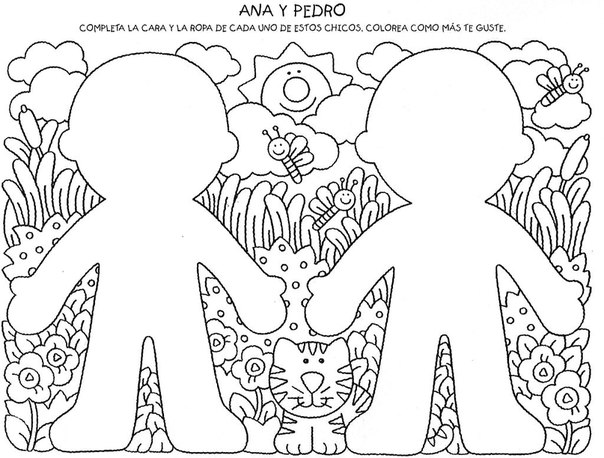 ANA Y PEDRO
COMPLETA LA CARA Y LA ROPA DE CADA UNO DE ESTOS CHICOS. COLOREA COMO MÁS TE GUSTE.